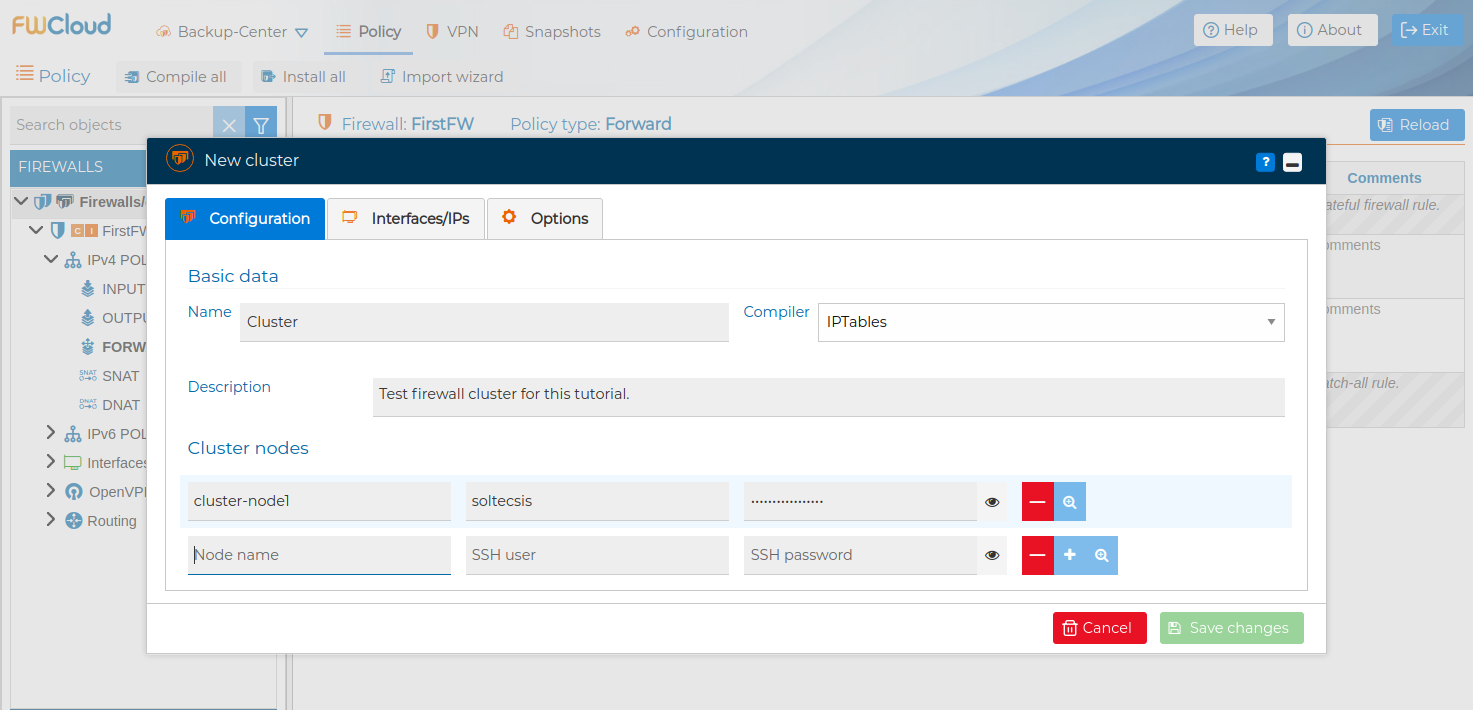 FWCloud
Backup-Center Policy VPN Snapshots Configuration
Help About Exit
Policy Compile all Install all Import wizard
Search objects
Firewall: FirstFW Policy type: Forward
Reload
FIREWALLS
Comments
Firewalls/
FirstFW
C I
IPv4 POL
INPUT
OUTPU
FORW
SNAT SNAT
DNAT DNAT
IPv6 POL
Interfaces
OpenVP
Routing
ateful firewall rule.
omments
omments
atch-all rule.
New cluster
?
Configuration Interfaces/IPs Options
Basic data
Name Cluster Compiler IPTables
Description Test firewall cluster for this tutorial.
Cluster nodes
cluster-node1 soltecsis •••••••••••••••••
Node name SSH user SSH password
Cancel Save changes